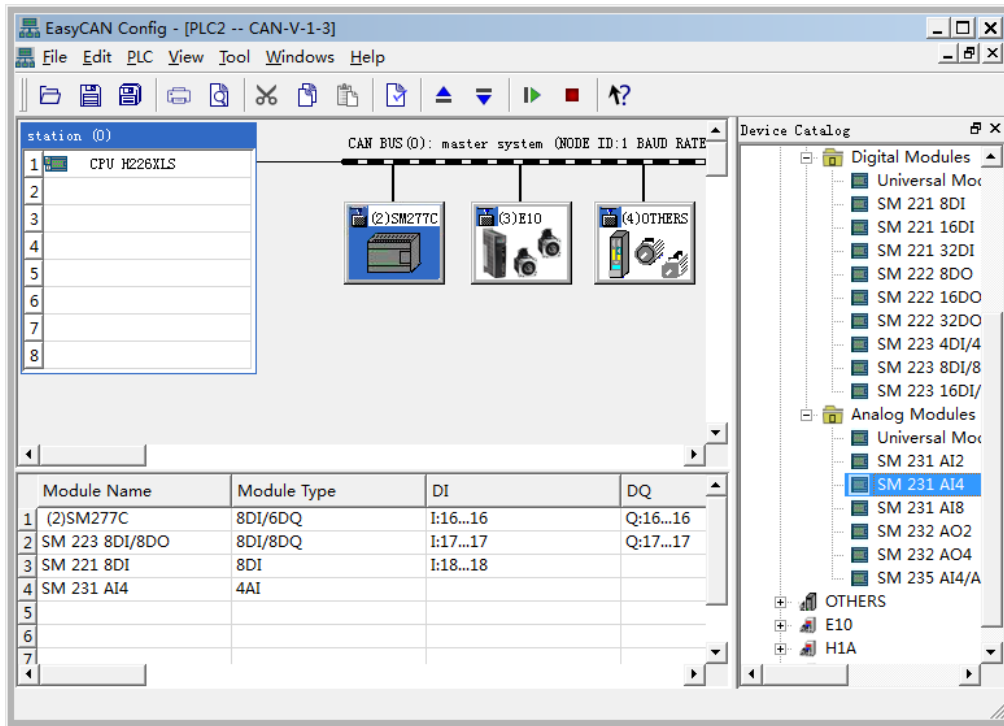 EasyCAN Config - [PLC2 -- CAN-V-1-3]
File Edit PLC View Tool Windows Help
station (0)
1 CPU H226XLS
2
3
4
5
6
7
8
CAN BUS(0): master system (NODE ID:1 BAUD RATE
(2)SM277C
(3)E10
(4)OTHERS
Module Name Module Type DI DQ
1 (2)SM277C 8DI/6DQ I:16...16 Q:16...16
2 SM 223 8DI/8DO 8DI/8DQ I:17...17 Q:17...17
3 SM 221 8DI 8DI I:18...18
4 SM 231 AI4 4AI
5
6
7
Device Catalog
Digital Modules
Universal Mod
SM 221 8DI
SM 221 16DI
SM 221 32DI
SM 222 8DO
SM 222 16DO
SM 222 32DO
SM 223 4DI/4
SM 223 8DI/8
SM 223 16DI/
Analog Modules
Universal Mod
SM 231 AI2
SM 231 AI4
SM 231 AI8
SM 232 AO2
SM 232 AO4
SM 235 AI4/A
OTHERS
E10
H1A